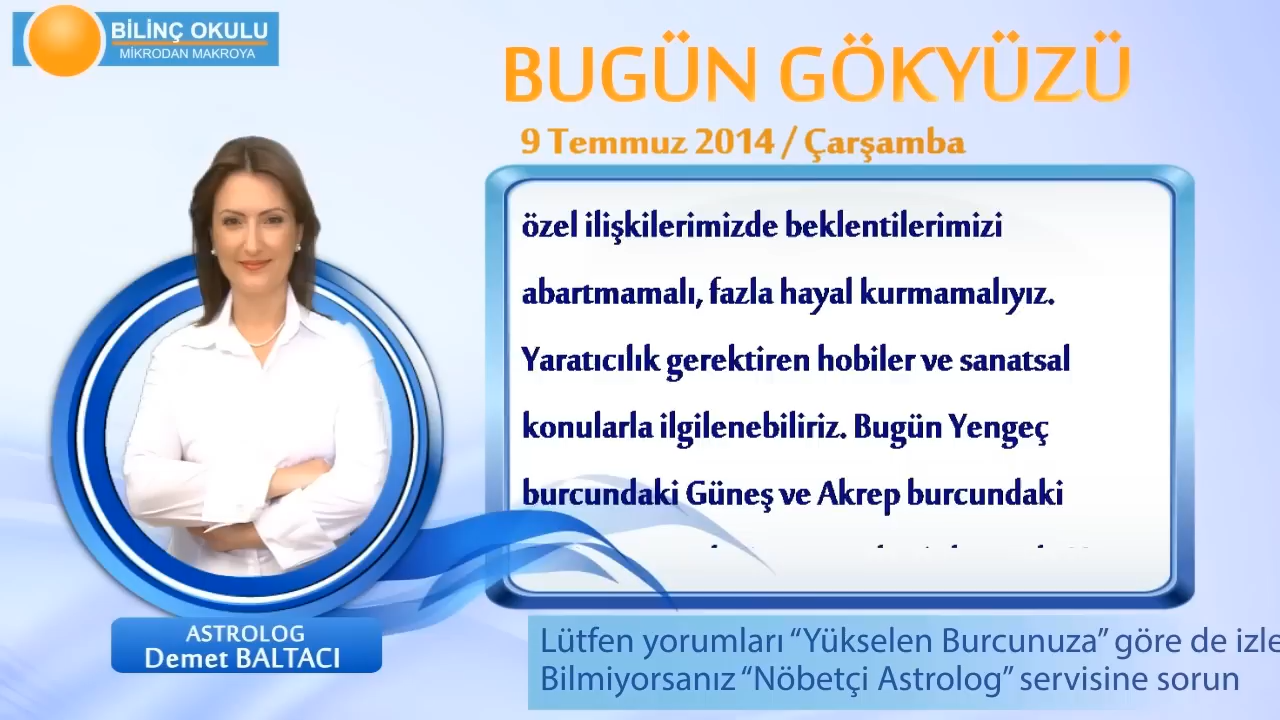 BİLİNÇ OKULU
MİKRODAN MAKROYA
BUGÜN GÖKYÜZÜ
9 Temmuz 2014 / Çarşamba
özel ilişkilerimizde beklentilerimizi
abartmamalı, fazla hayal kurmamalıyız.
Yaratıcılık gerektiren hobiler ve sanatsal
konularla ilgilenebiliriz. Bugün Yengeç
burcundaki Güneş ve Akrep burcundaki
ASTROLOG
Demet BALTACI
Lütfen yorumları “Yükselen Burcunuza” göre de
Bilmiyorsanız “Nöbetçi Astrolog” servisine sorun